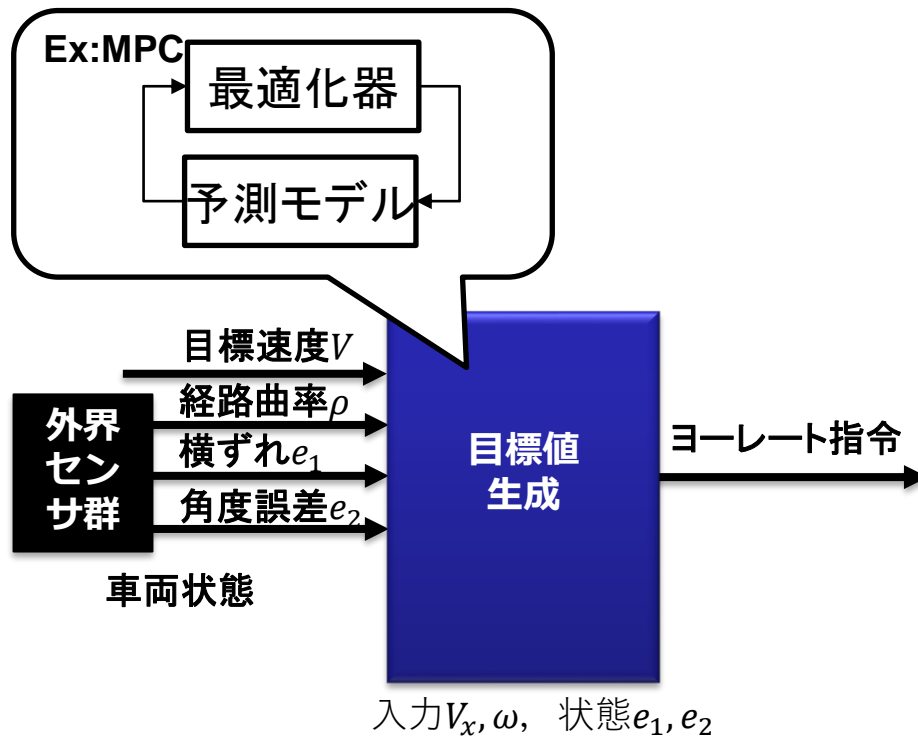 Ex:MPC
最適化器
予測モデル
目標速度V
経路曲率ρ
横ずれe₁
角度誤差e₂
外界
セン
サ群
車両状態
目標値
生成
ヨーレート指令
入力Vₓ, ω, 状態e₁, e₂